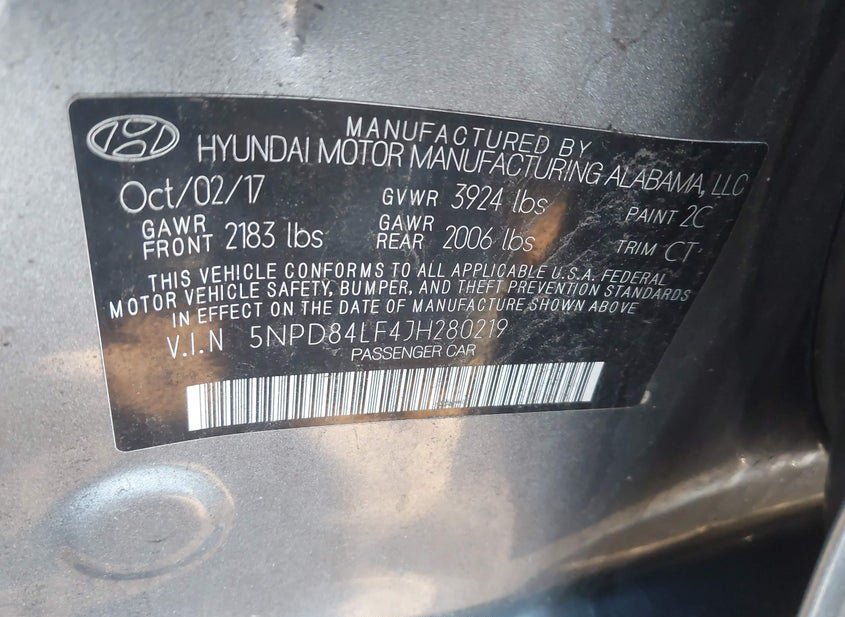 MANUFACTURED BY
HYUNDAI MOTOR MANUFACTURING ALABAMA, LLC
Oct/02/17 GVWR 3924 lbs PAINT 2C
GAWR FRONT 2183 lbs GAWR REAR 2006 lbs TRIM CT
THIS VEHICLE CONFORMS TO ALL APPLICABLE U.S.A. FEDERAL
MOTOR VEHICLE SAFETY, BUMPER, AND THEFT PREVENTION STANDARDS
IN EFFECT ON THE DATE OF MANUFACTURE SHOWN ABOVE
V.I.N 5NPD84LF4JH280219
PASSENGER CAR